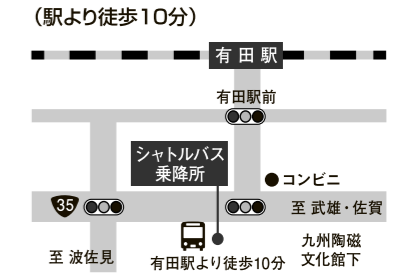 （駅より徒歩10分）
有田駅
有田駅前
シャトルバス
乗降所
コンビニ
35
至 武雄・佐賀
至 波佐見
有田駅より徒歩10分
九州陶磁
文化館下